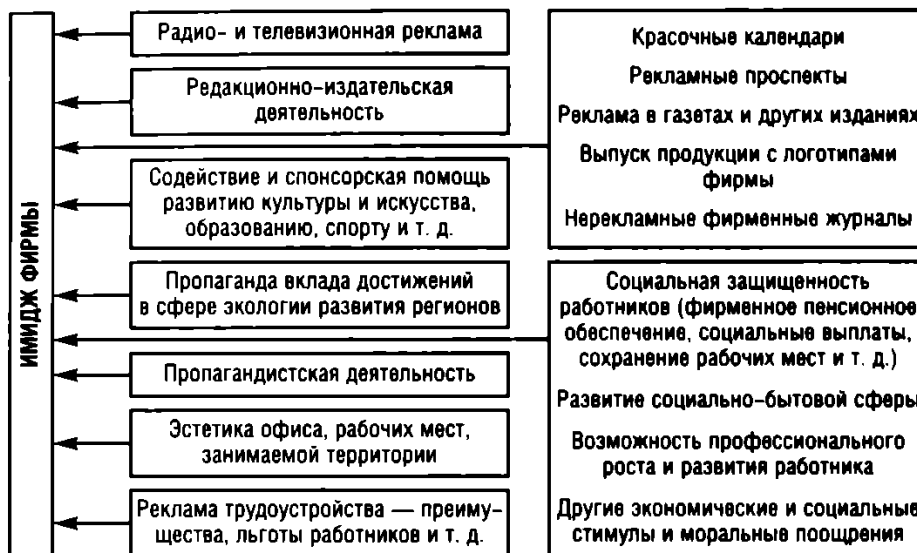 ИМИДЖ ФИРМЫ
Радио- и телевизионная реклама
Редакционно-издательская
деятельность
Содействие и спонсорская помощь
развитию культуры и искусства,
образованию, спорту и т. д.
Пропаганда вклада достижений
в сфере экологии развития регионов
Пропагандистская деятельность
Эстетика офиса, рабочих мест,
занимаемой территории
Реклама трудоустройства — преиму-
щества, льготы работников и т. д.
Красочные календари
Рекламные проспекты
Реклама в газетах и других изданиях
Выпуск продукции с логотипами
фирмы
Нерекламные фирменные журналы
Социальная защищенность
работников (фирменное пенсионное
обеспечение, социальные выплаты,
сохранение рабочих мест и т. д.)
Развитие социально-бытовой сферы
Возможность профессионального
роста и развития работника
Другие экономические и социальные
стимулы и моральные поощрения